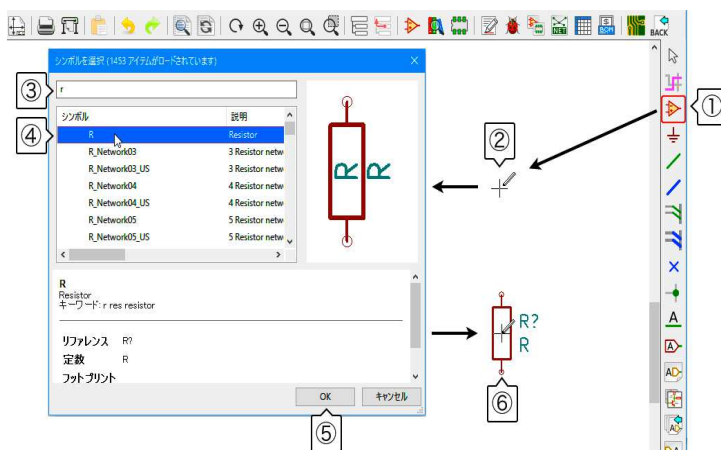 BACK
NET
BOM
シンボルを選択 (1453 アイテムがロードされています)
③
r
④
シンボル 説明
R Resistor
R_Network03 3 Resistor netw
R_Network03_US 3 Resistor netw
R_Network04 4 Resistor netw
R_Network04_US 4 Resistor netw
R_Network05 5 Resistor netw
R_Network05_US 5 Resistor netw
R R
①
②
R
Resistor
キーワード: r res resistor
リファレンス R?
定数 R
フットプリント
OK キャンセル
⑤
R?
R
⑥
A
A
AD
AD